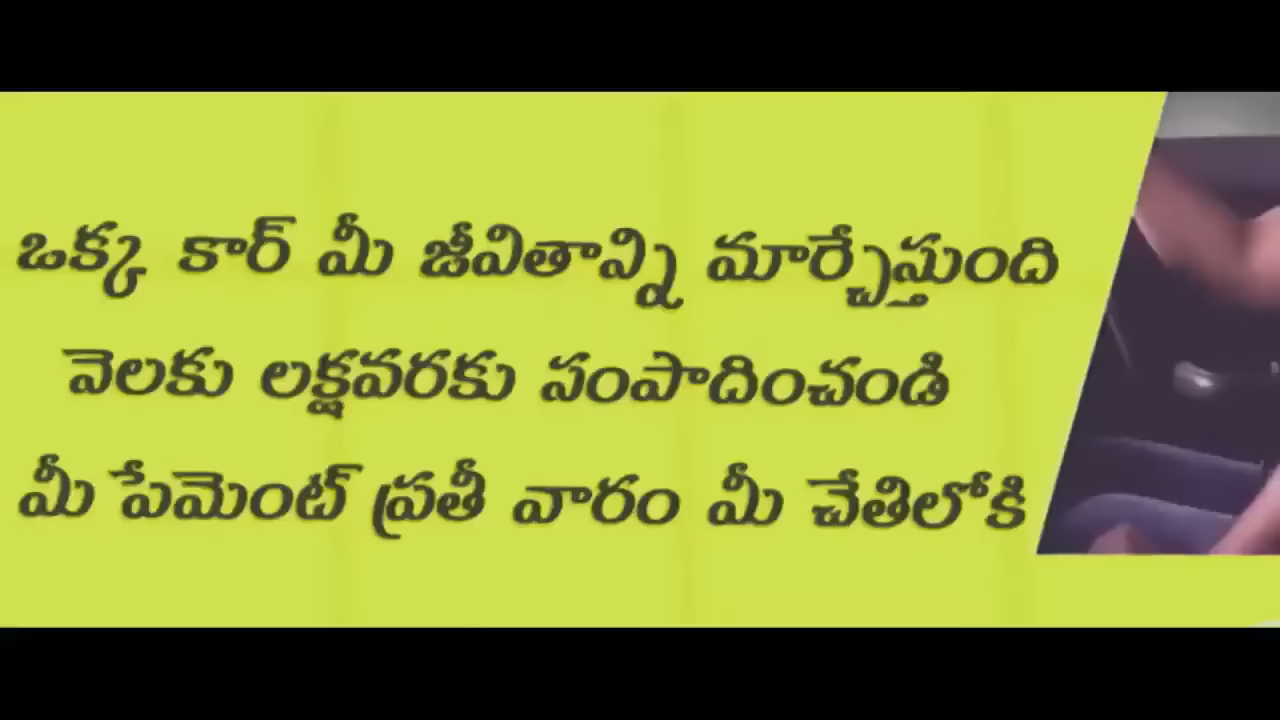 ఒక్క కార్ మీ జీవితాన్ని మార్చేస్తుంది
వెలకు లక్షవరకు సంపాదించండి
మీ పేమెంట్ ప్రతీ వారం మీ చేతిలోకి